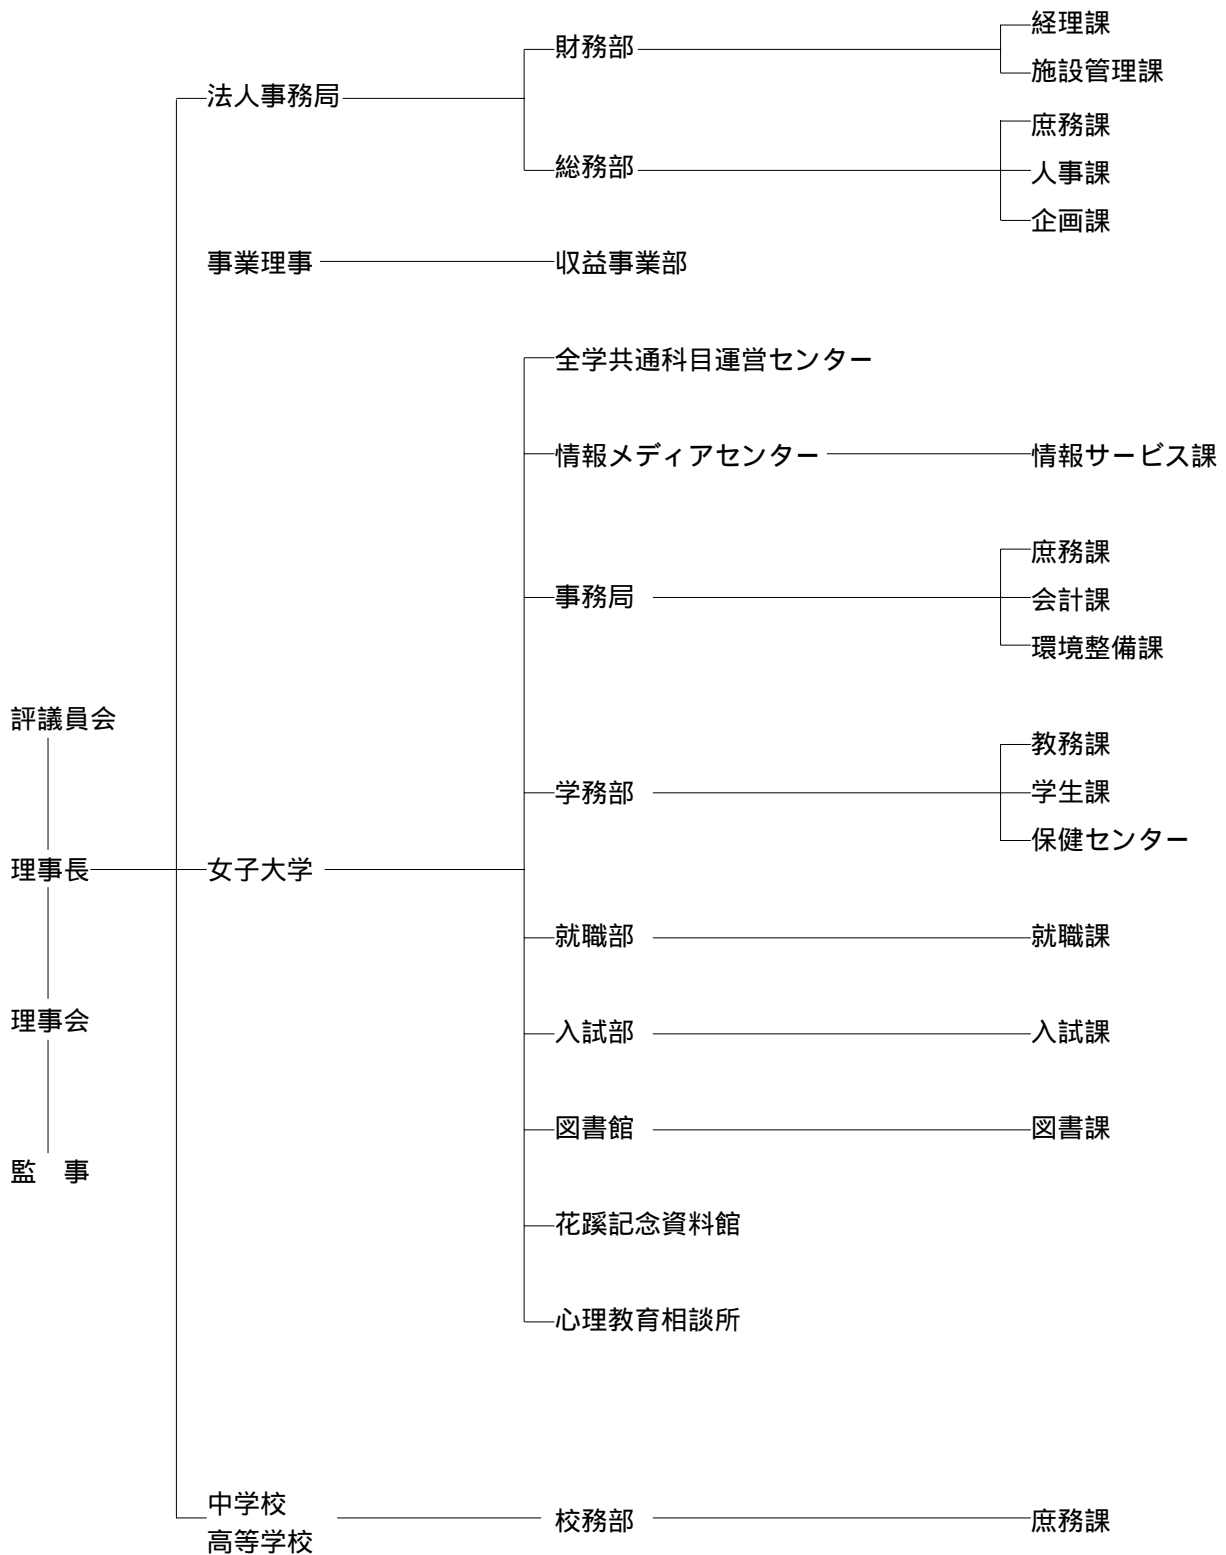 財務部
経理課
施設管理課
法人事務局
総務部
庶務課
人事課
企画課
事業理事
収益事業部
全学共通科目運営センター
情報メディアセンター
情報サービス課
事務局
庶務課
会計課
環境整備課
評議員会
理事長
理事会
監　事
女子大学
学務部
教務課
学生課
保健センター
就職部
就職課
入試部
入試課
図書館
図書課
花蹊記念資料館
心理教育相談所
中学校
高等学校
校務部
庶務課